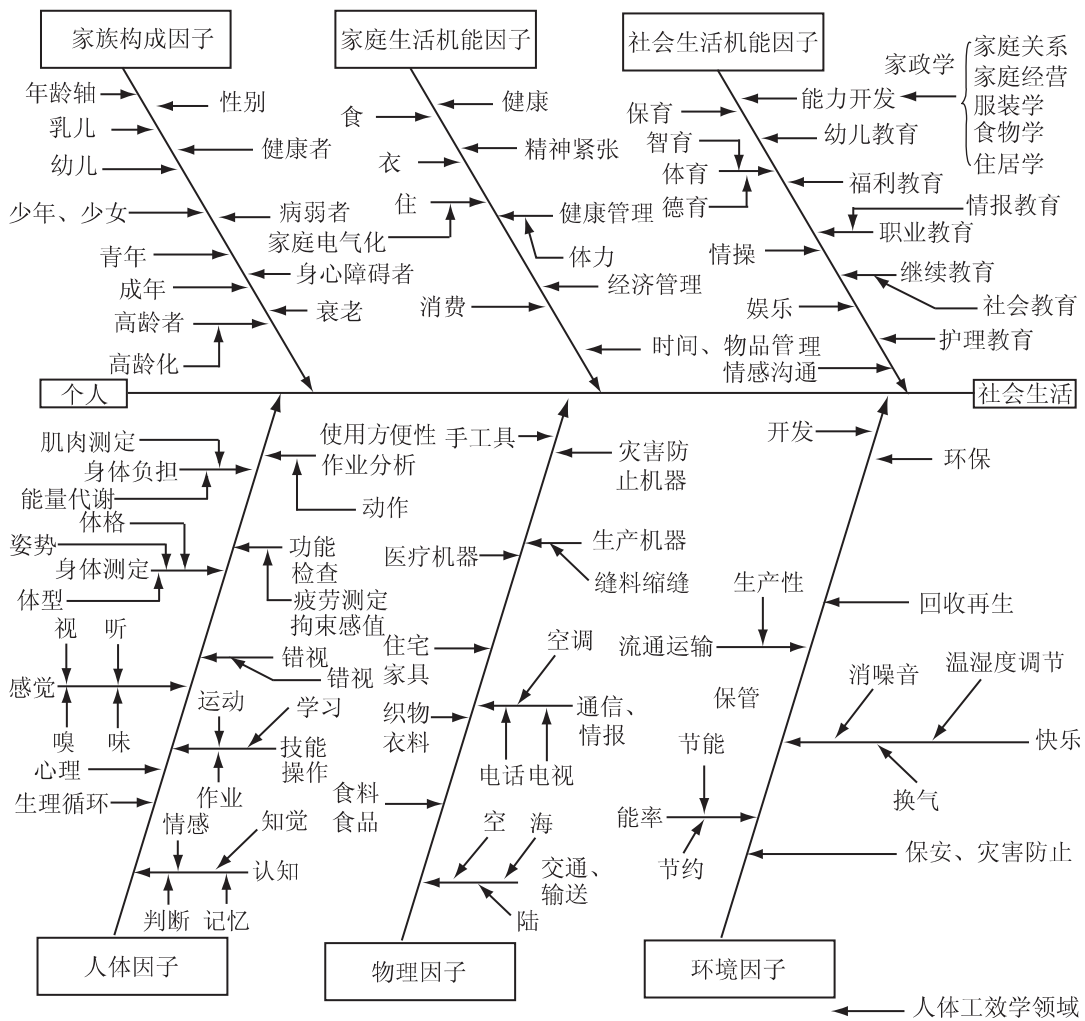 家族构成因子
家庭生活机能因子
社会生活机能因子
年龄轴
性别
乳儿
健康者
幼儿
少年、少女
病弱者
青年
身心障碍者
成年
衰老
高龄者
高龄化
健康
食
精神紧张
衣
住
健康管理
家庭电气化
体力
经济管理
消费
时间、物品管理
家政学
家庭关系
家庭经营
服装学
食物学
住居学
能力开发
保育
幼儿教育
智育
体育
德育
福利教育
情报教育
职业教育
情操
继续教育
社会教育
娱乐
护理教育
情感沟通
个人
社会生活
肌肉测定
身体负担
能量代谢
体格
姿势
身体测定
体型
视
听
感觉
嗅
味
心理
生理循环
使用方便性
作业分析
动作
功能
检查
疲劳测定
拘束感值
错视
错视
运动
学习
技能
操作
作业
情感
知觉
认知
判断
记忆
手工具
灾害防
止机器
医疗机器
生产机器
缝料缩缝
住宅
家具
空调
织物
衣料
通信、
情报
电话
电视
食料
食品
空
海
交通、
输送
陆
开发
环保
生产性
回收再生
流通运输
保管
消噪音
温湿度调节
快乐
换气
节能
能率
节约
保安、灾害防止
人体因子
物理因子
环境因子
人体工效学领域